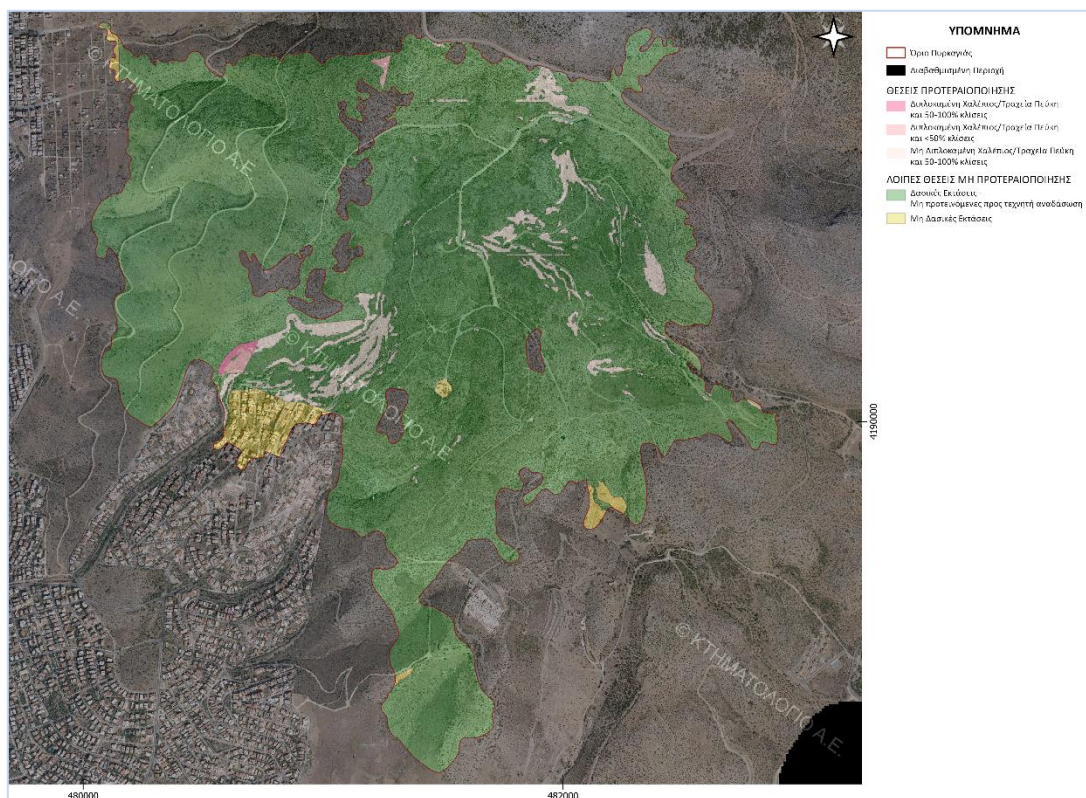 ΥΠΟΜΝΗΜΑ
Όριο Πυρκαγιάς
Διαβαθμισμένη Περιοχή
ΘΕΣΕΙΣ ΠΡΟΤΕΡΑΙΟΠΟΙΗΣΗΣ
Διπλοκαμένη Χαλέπιος/Τραχεία Πεύκη
και 50-100% κλίσεις
Διπλοκαμένη Χαλέπιος/Τραχεία Πεύκη
και <50% κλίσεις
Μη Διπλοκαμένη Χαλέπιος/Τραχεία Πεύκη
και 50-100% κλίσεις
ΛΟΙΠΕΣ ΘΕΣΕΙΣ ΜΗ ΠΡΟΤΕΡΑΙΟΠΟΙΗΣΗΣ
Δασικές Εκτάσεις
Μη προτεινόμενες προς τεχνητή αναδάσωση
Μη Δασικές Εκτάσεις
© ΚΤΗΜΑΤΟΛΟΓΙΟ Α.Ε.
ΛΟΓΙΟ Α.Ε.
© ΚΤΗΜΑΤΟΛΟΓΙΟ Α.Ε.
© ΚΤΗΜΑΤΟΛΟΓΙΟ Α.Ε.
4190000
480000
482000